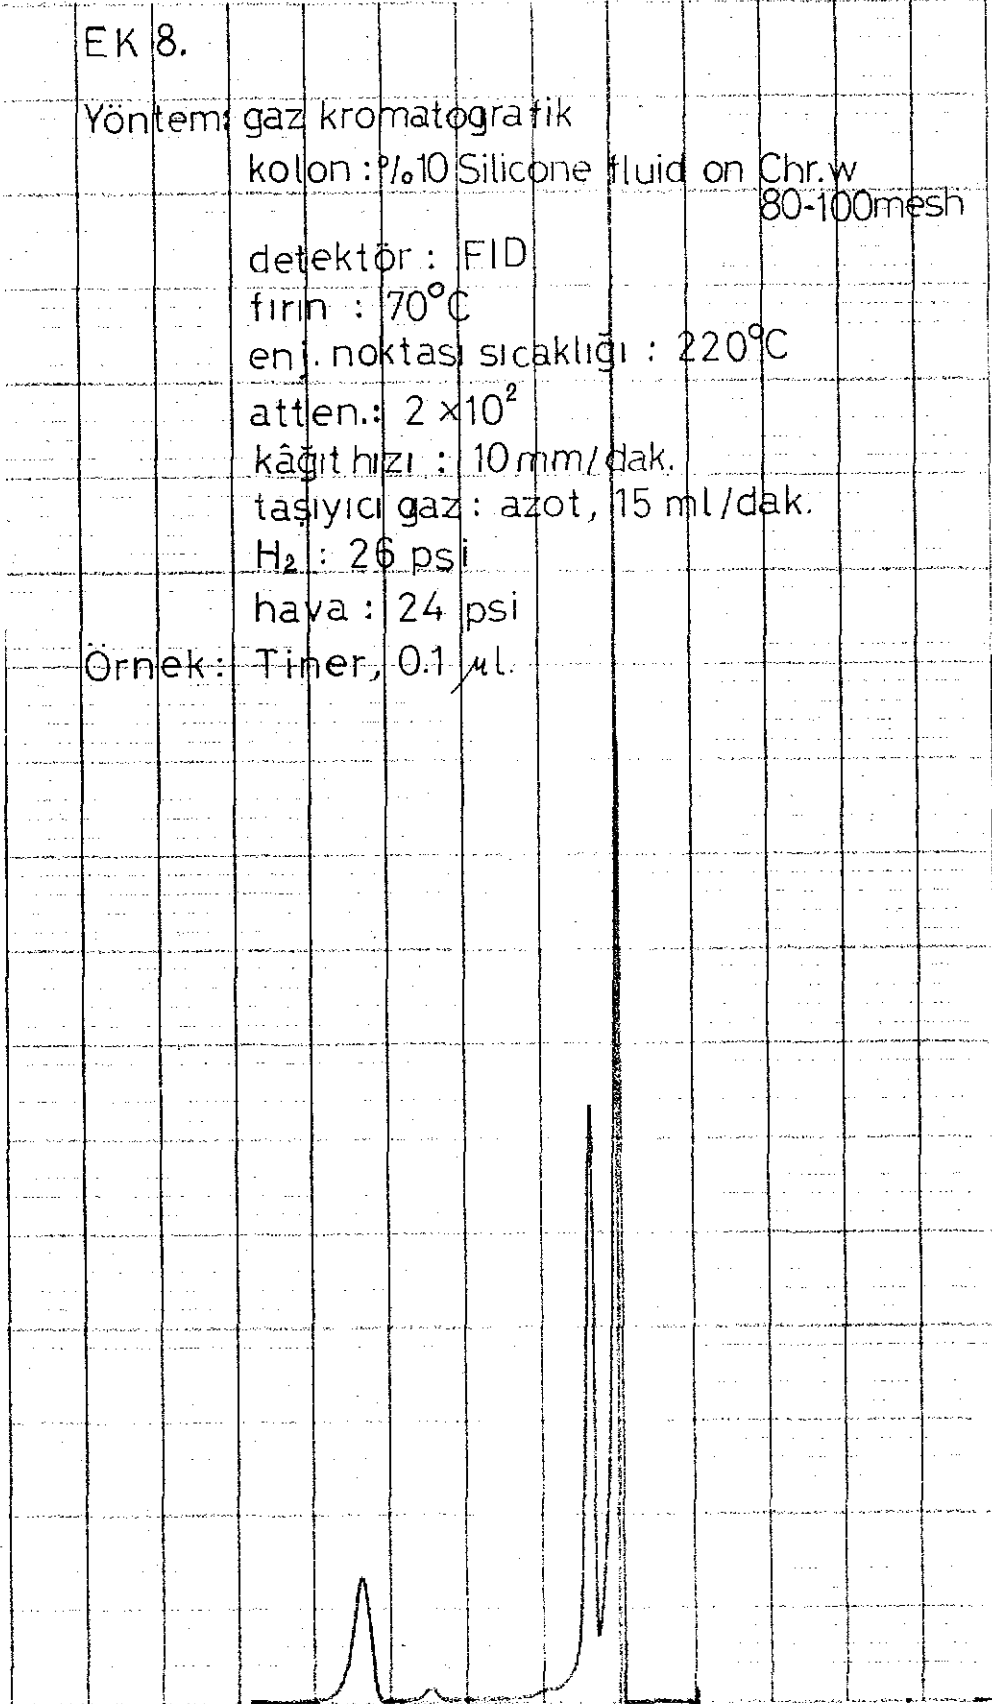 EK 8.
Yöntem: gaz kromatografik
kolon : %10 Silicone fluid on Chr.w
80-100mesh
detektör : FID
fırın : 70°C
enj. noktası sıcaklığı : 220°C
atten.: 2 x10²
kâğıt hızı : 10mm/dak.
taşıyıcı gaz : azot, 15 ml/dak.
H₂ : 26 psi
hava : 24 psi
Örnek : Tiner, 0.1 µl.